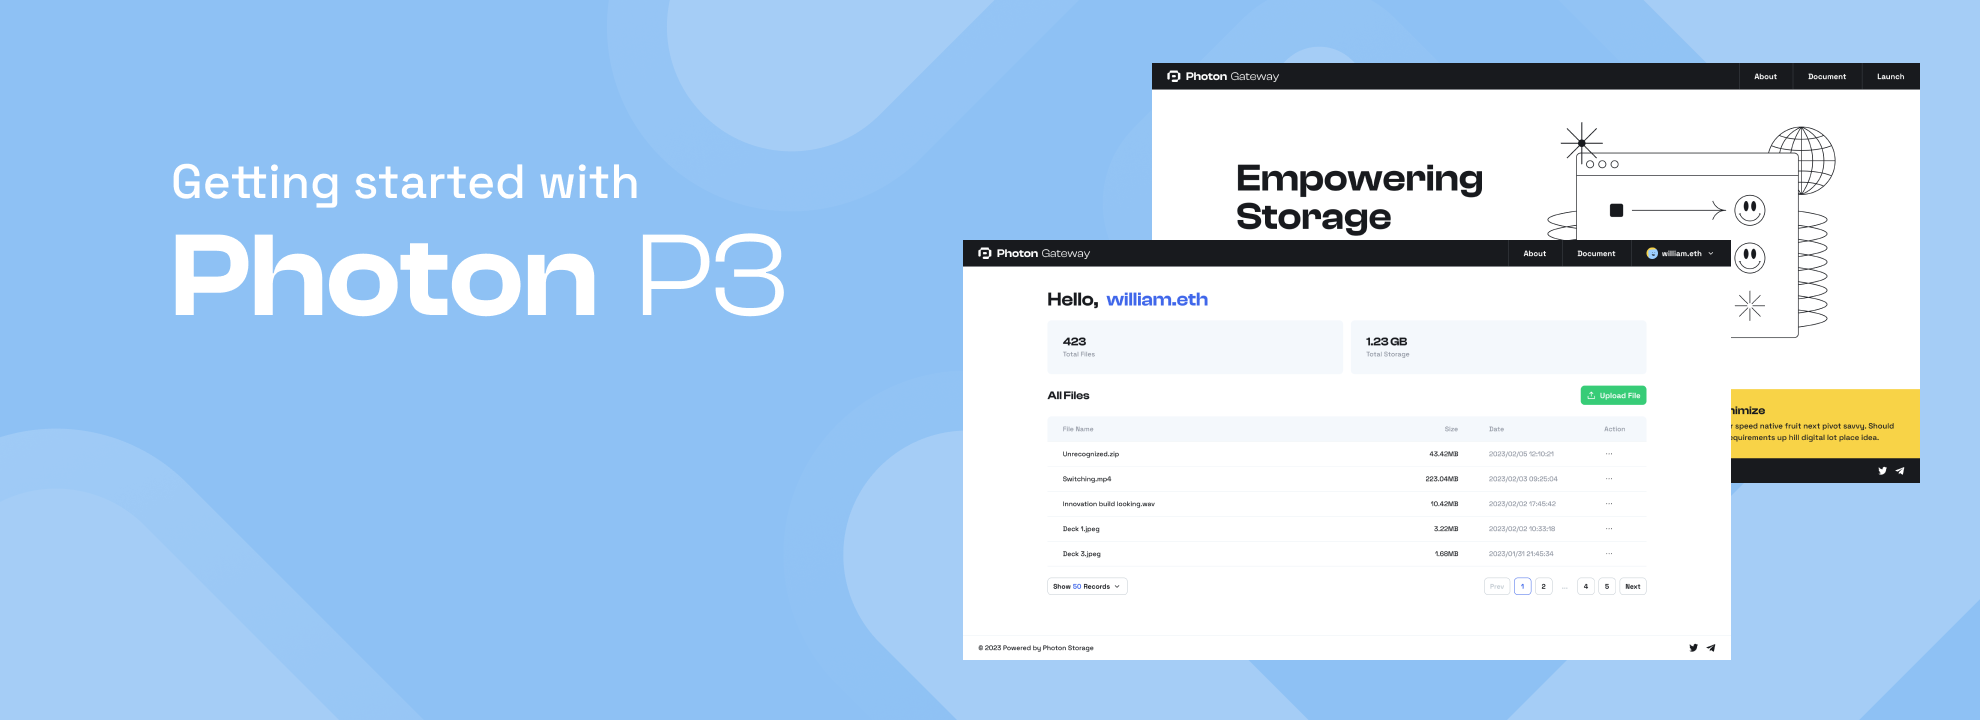 Getting started with
Photon P3
Photon Gateway
About
Document
Launch
Empowering
Storage
Photon Gateway
About
Document
william.eth
Hello, william.eth
423
Total Files
1.23 GB
Total Storage
All Files
Upload File
File Name Size Date Action
Unrecognized.zip 43.42MB 2023/02/05 12:10:21 ...
Switching.mp4 223.04MB 2023/02/03 09:25:04 ...
Innovation build looking.wav 10.42MB 2023/02/02 17:45:42 ...
Deck 1.jpeg 3.22MB 2023/02/02 10:33:18 ...
Deck 3.jpeg 1.68MB 2023/01/31 21:45:34 ...
Show 50 Records
Prev 1 2 ... 4 5 Next
© 2023 Powered by Photon Storage
speed native fruit next pivot savvy. Should
up hill digital lot place idea.